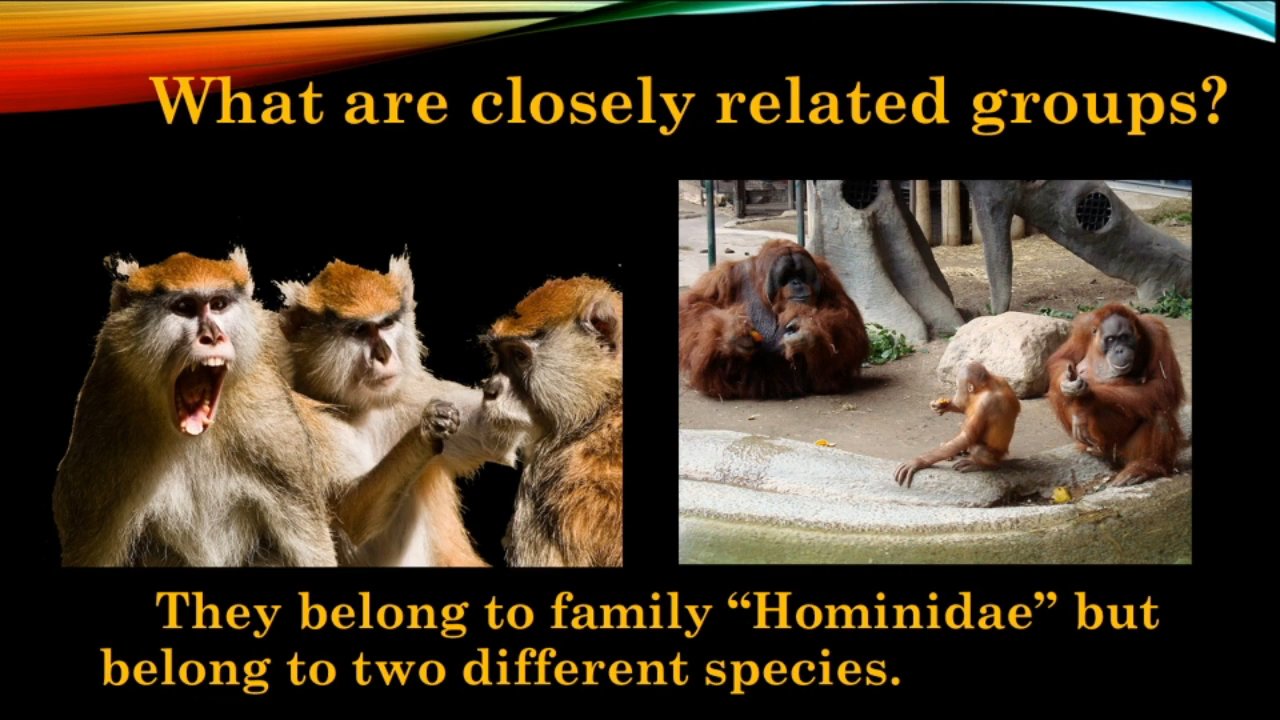 What are closely related groups?
They belong to family “Hominidae” but
belong to two different species.